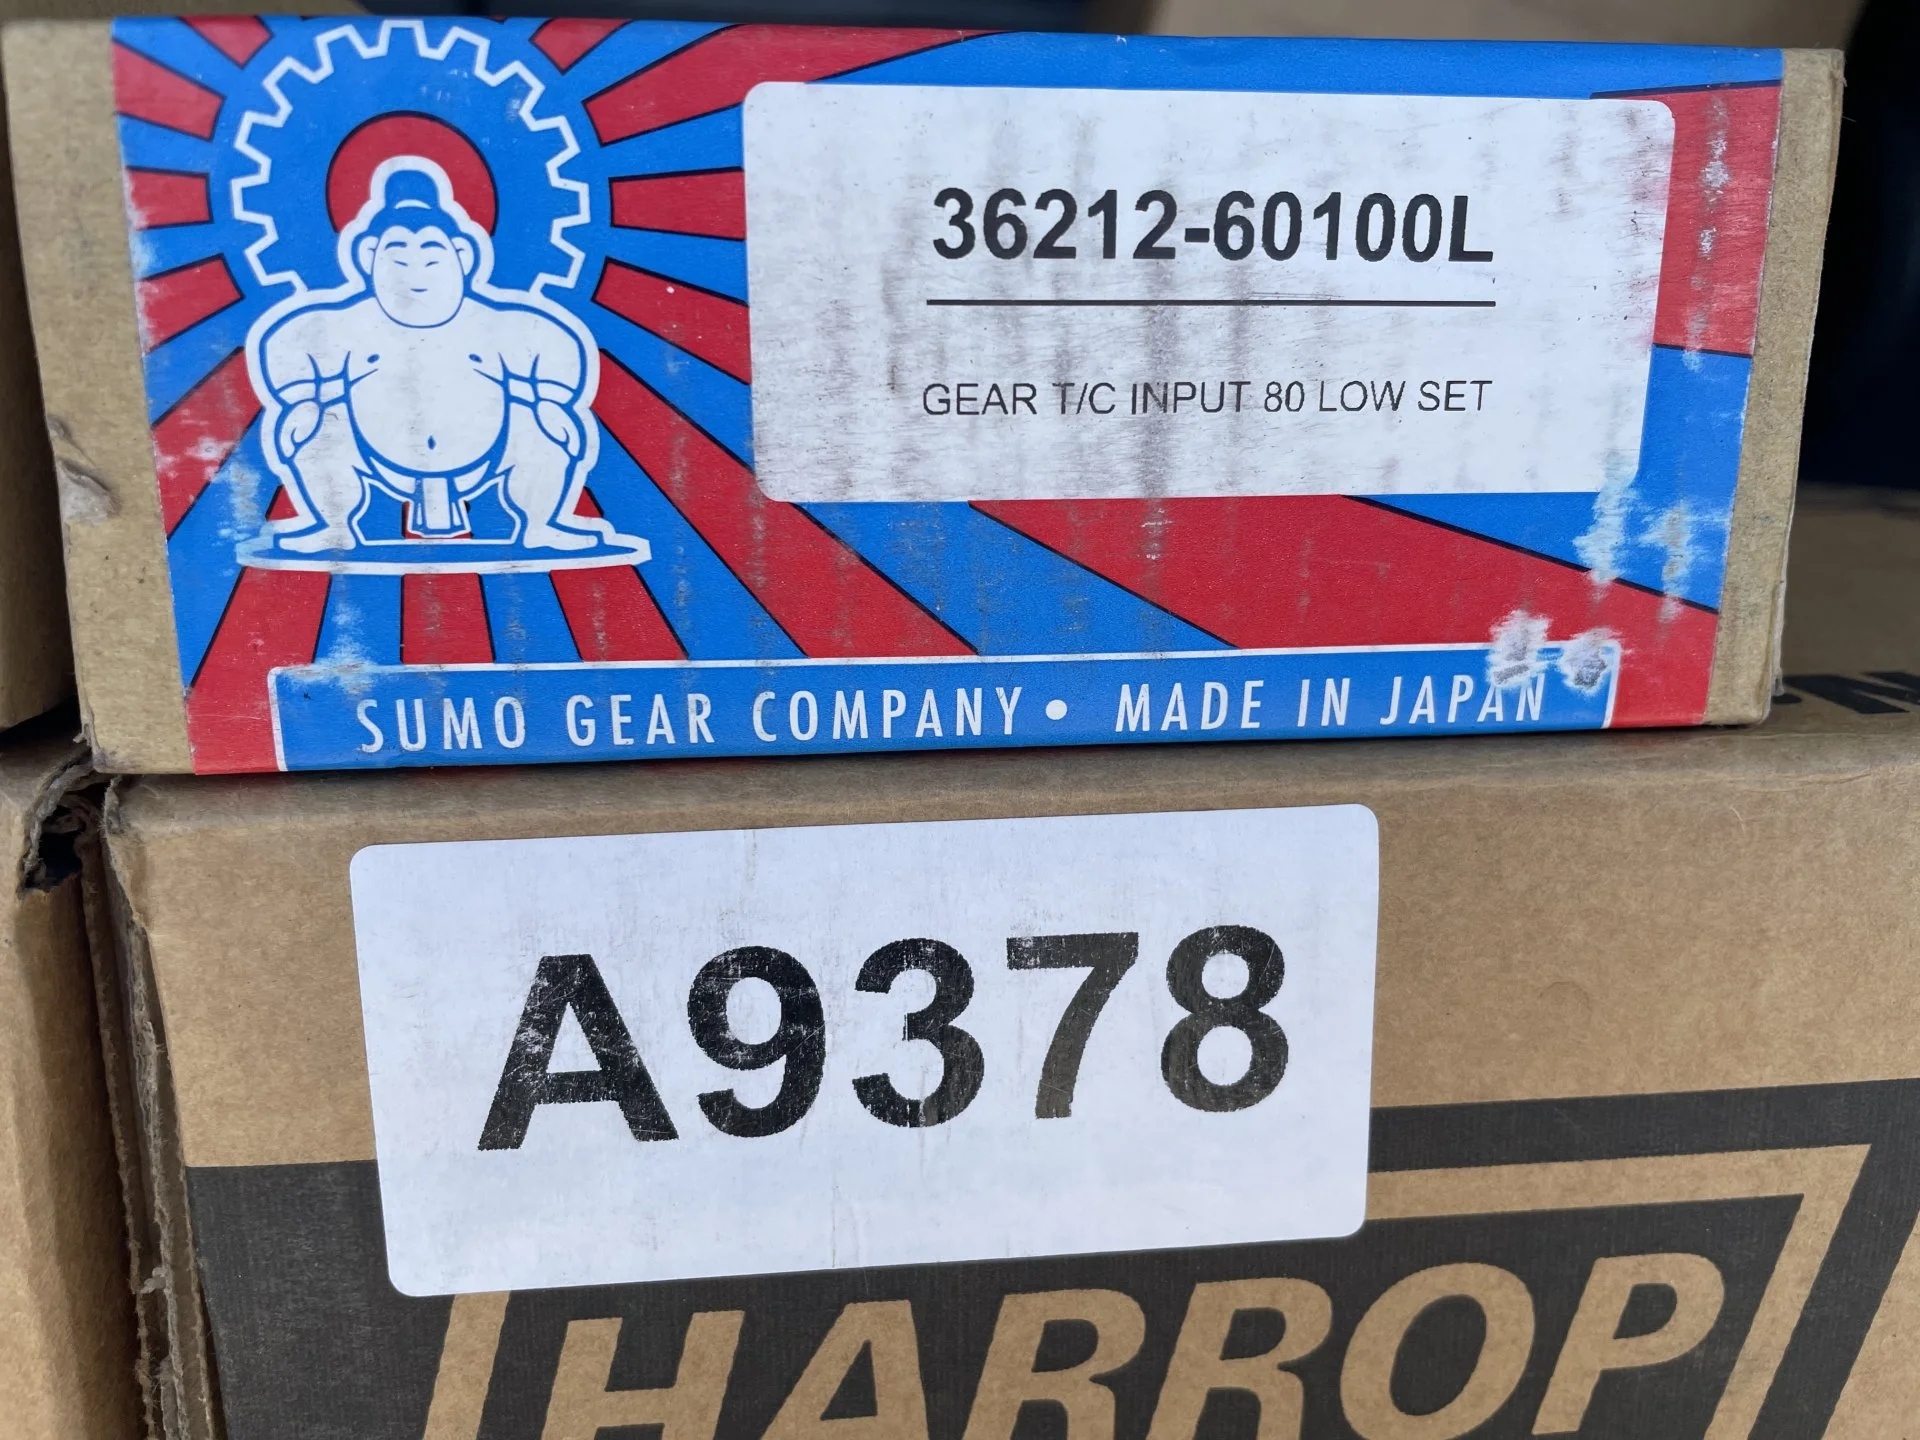 36212-60100L
GEAR T/C INPUT 80 LOW SET
SUMO GEAR COMPANY • MADE IN JAPAN
A9378
HARROP